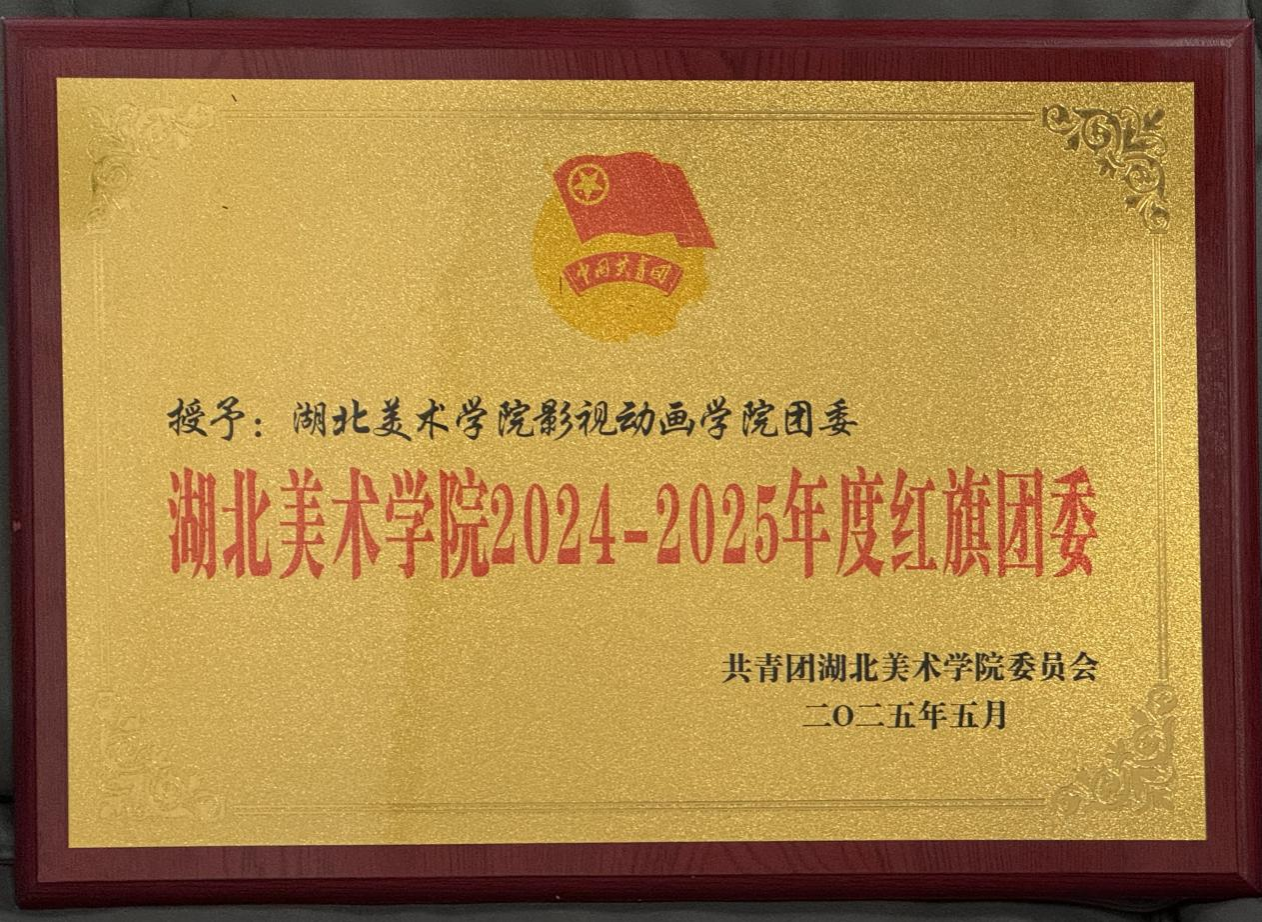 中国共青团
授予：湖北美术学院影视动画学院团委
湖北美术学院2024-2025年度红旗团委
共青团湖北美术学院委员会
二〇二五年五月